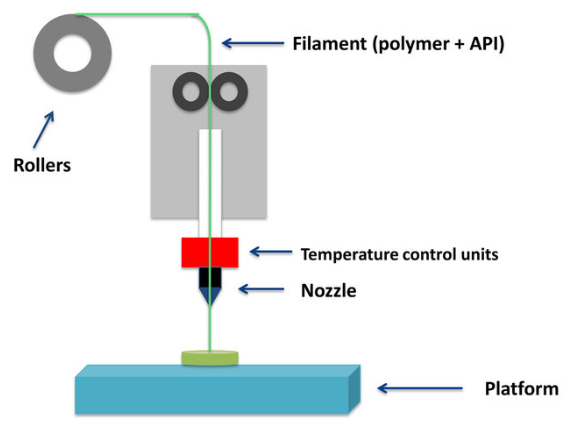 Filament (polymer + API)
Rollers
Temperature control units
Nozzle
Platform